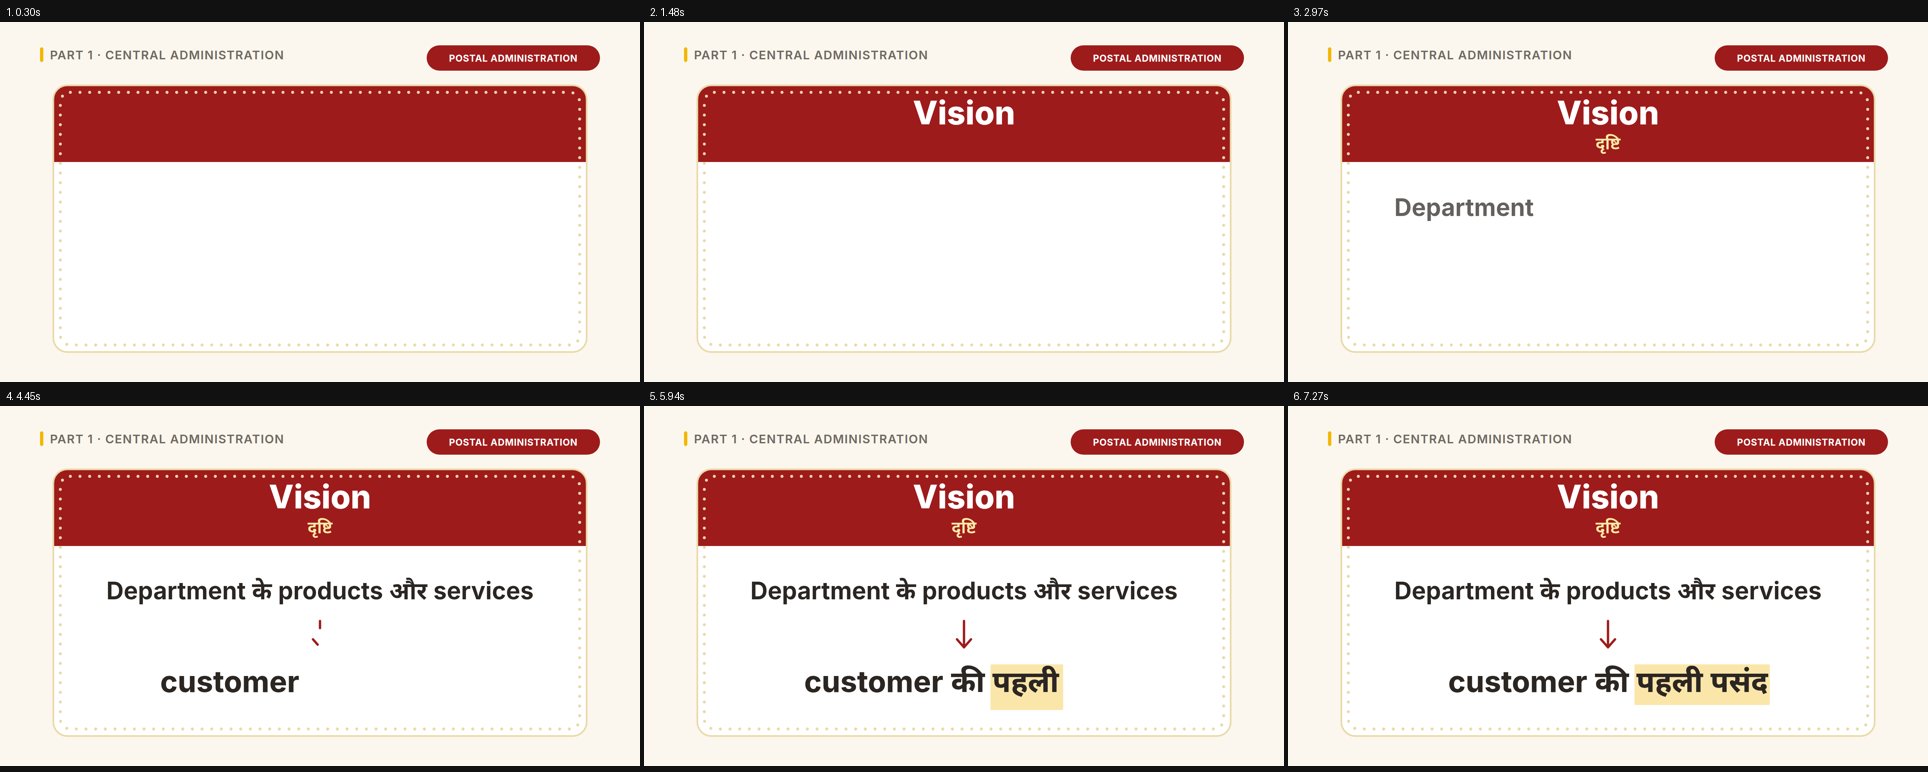 1. 0.30s
PART 1 · CENTRAL ADMINISTRATION
POSTAL ADMINISTRATION
2. 1.48s
PART 1 · CENTRAL ADMINISTRATION
POSTAL ADMINISTRATION
Vision
3. 2.97s
PART 1 · CENTRAL ADMINISTRATION
POSTAL ADMINISTRATION
Vision
दृष्टि
Department
4. 4.45s
PART 1 · CENTRAL ADMINISTRATION
POSTAL ADMINISTRATION
Vision
दृष्टि
Department के products और services
customer
5. 5.94s
PART 1 · CENTRAL ADMINISTRATION
POSTAL ADMINISTRATION
Vision
दृष्टि
Department के products और services
customer की पहली
6. 7.27s
PART 1 · CENTRAL ADMINISTRATION
POSTAL ADMINISTRATION
Vision
दृष्टि
Department के products और services
customer की पहली पसंद